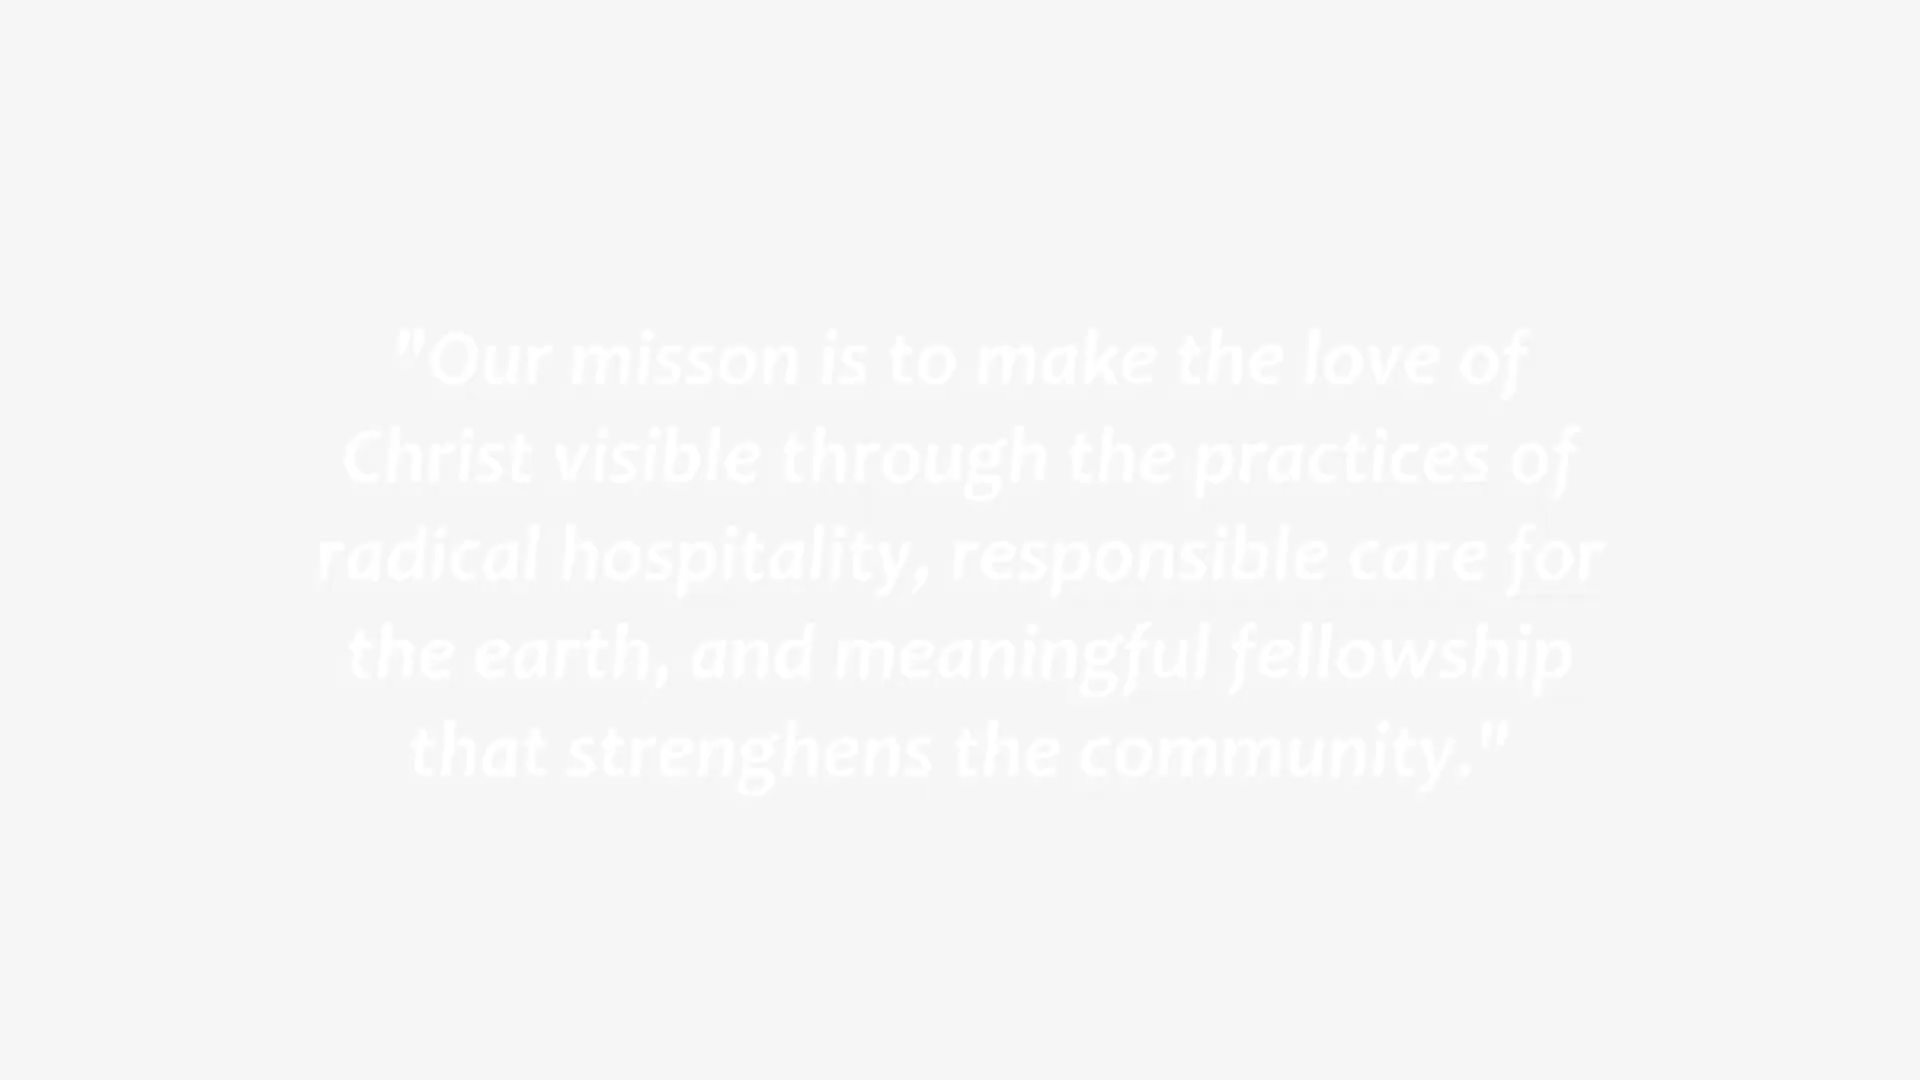 "Our misson is to make the love of
Christ visible through the practices of
radical hospitality, responsible care for
the earth, and meaningful fellowship
that strenghens the community."